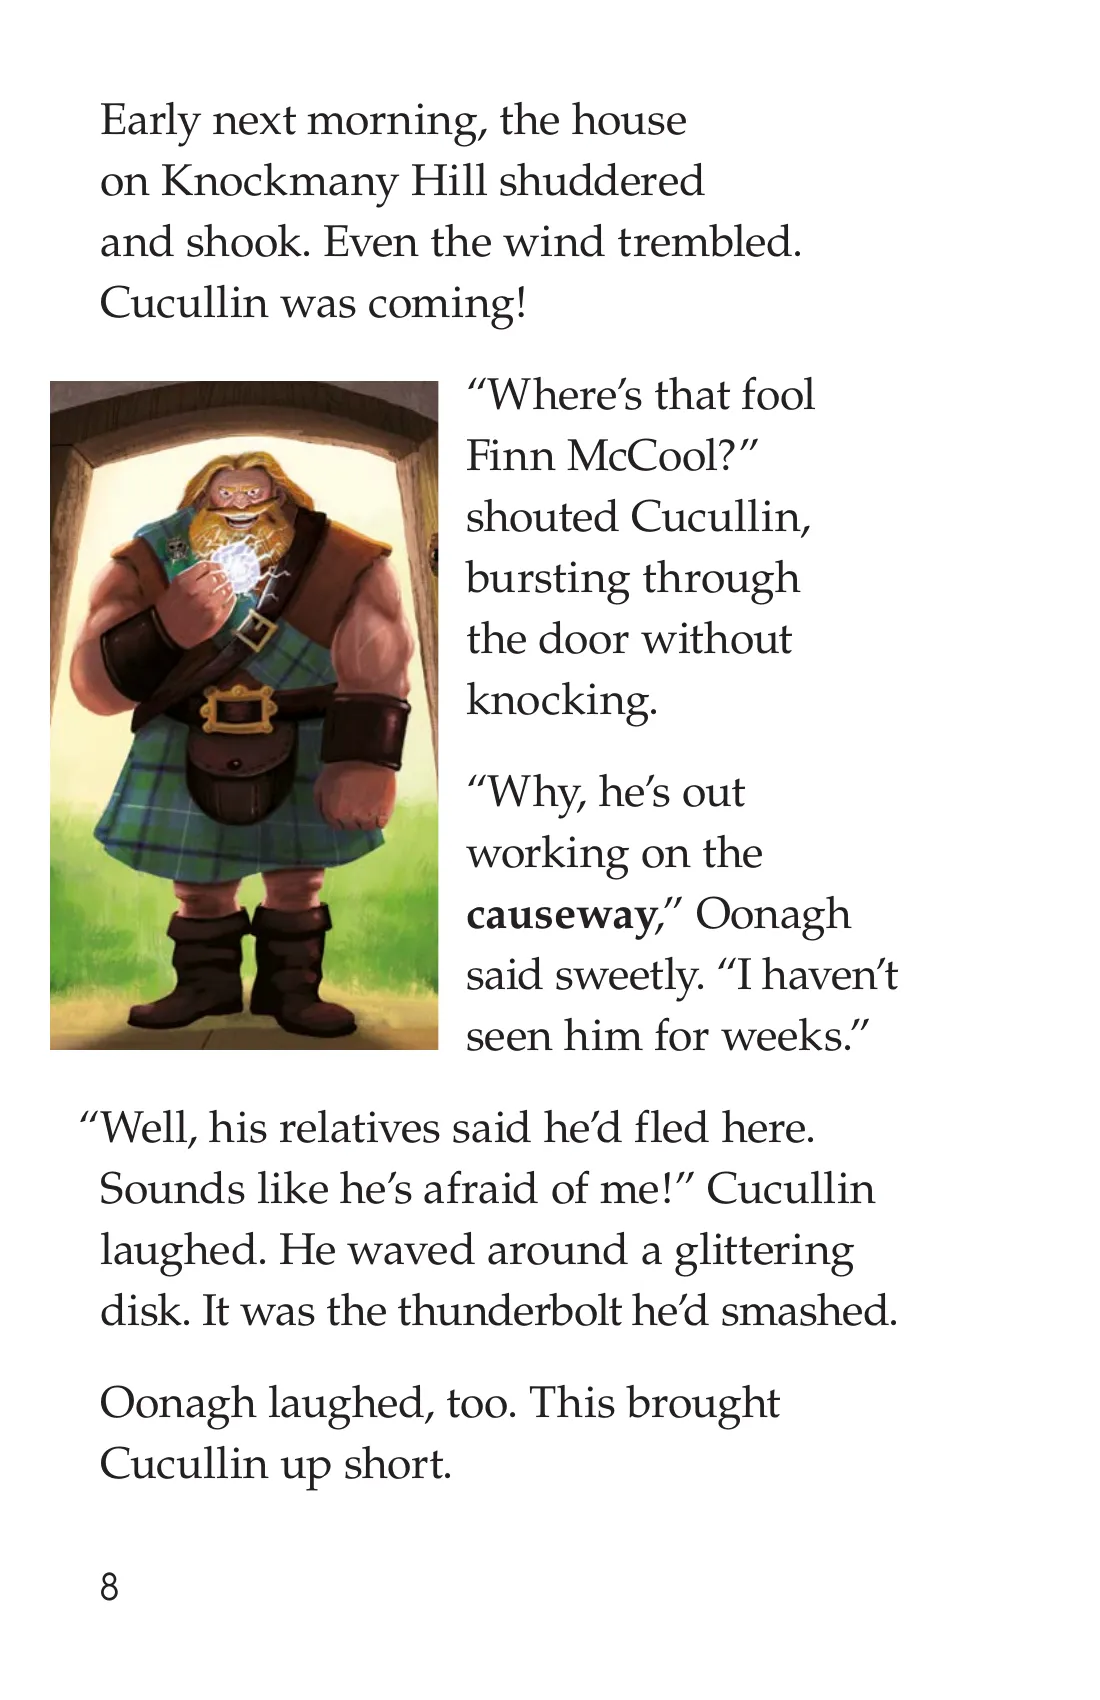 Early next morning, the house
on Knockmany Hill shuddered
and shook. Even the wind trembled.
Cucullin was coming!
“Where’s that fool
Finn McCool?”
shouted Cucullin,
bursting through
the door without
knocking.
“Why, he’s out
working on the
causeway,” Oonagh
said sweetly. “I haven’t
seen him for weeks.”
“Well, his relatives said he’d fled here.
Sounds like he’s afraid of me!” Cucullin
laughed. He waved around a glittering
disk. It was the thunderbolt he’d smashed.
Oonagh laughed, too. This brought
Cucullin up short.
8